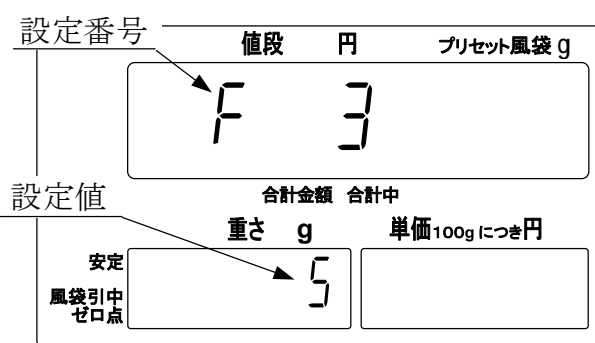 設定番号
値段 円 プリセット風袋 g
F 3
合計金額 合計中
設定値
重さ g 単価100gにつき円
安定
5
風袋引中
ゼロ点